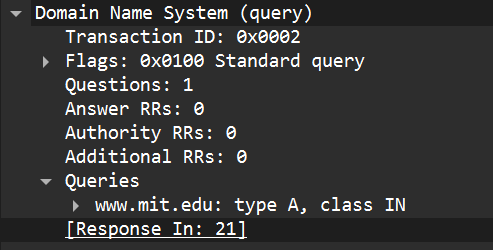 Domain Name System (query)
Transaction ID: 0x0002
Flags: 0x0100 Standard query
Questions: 1
Answer RRs: 0
Authority RRs: 0
Additional RRs: 0
Queries
www.mit.edu: type A, class IN
[Response In: 21]